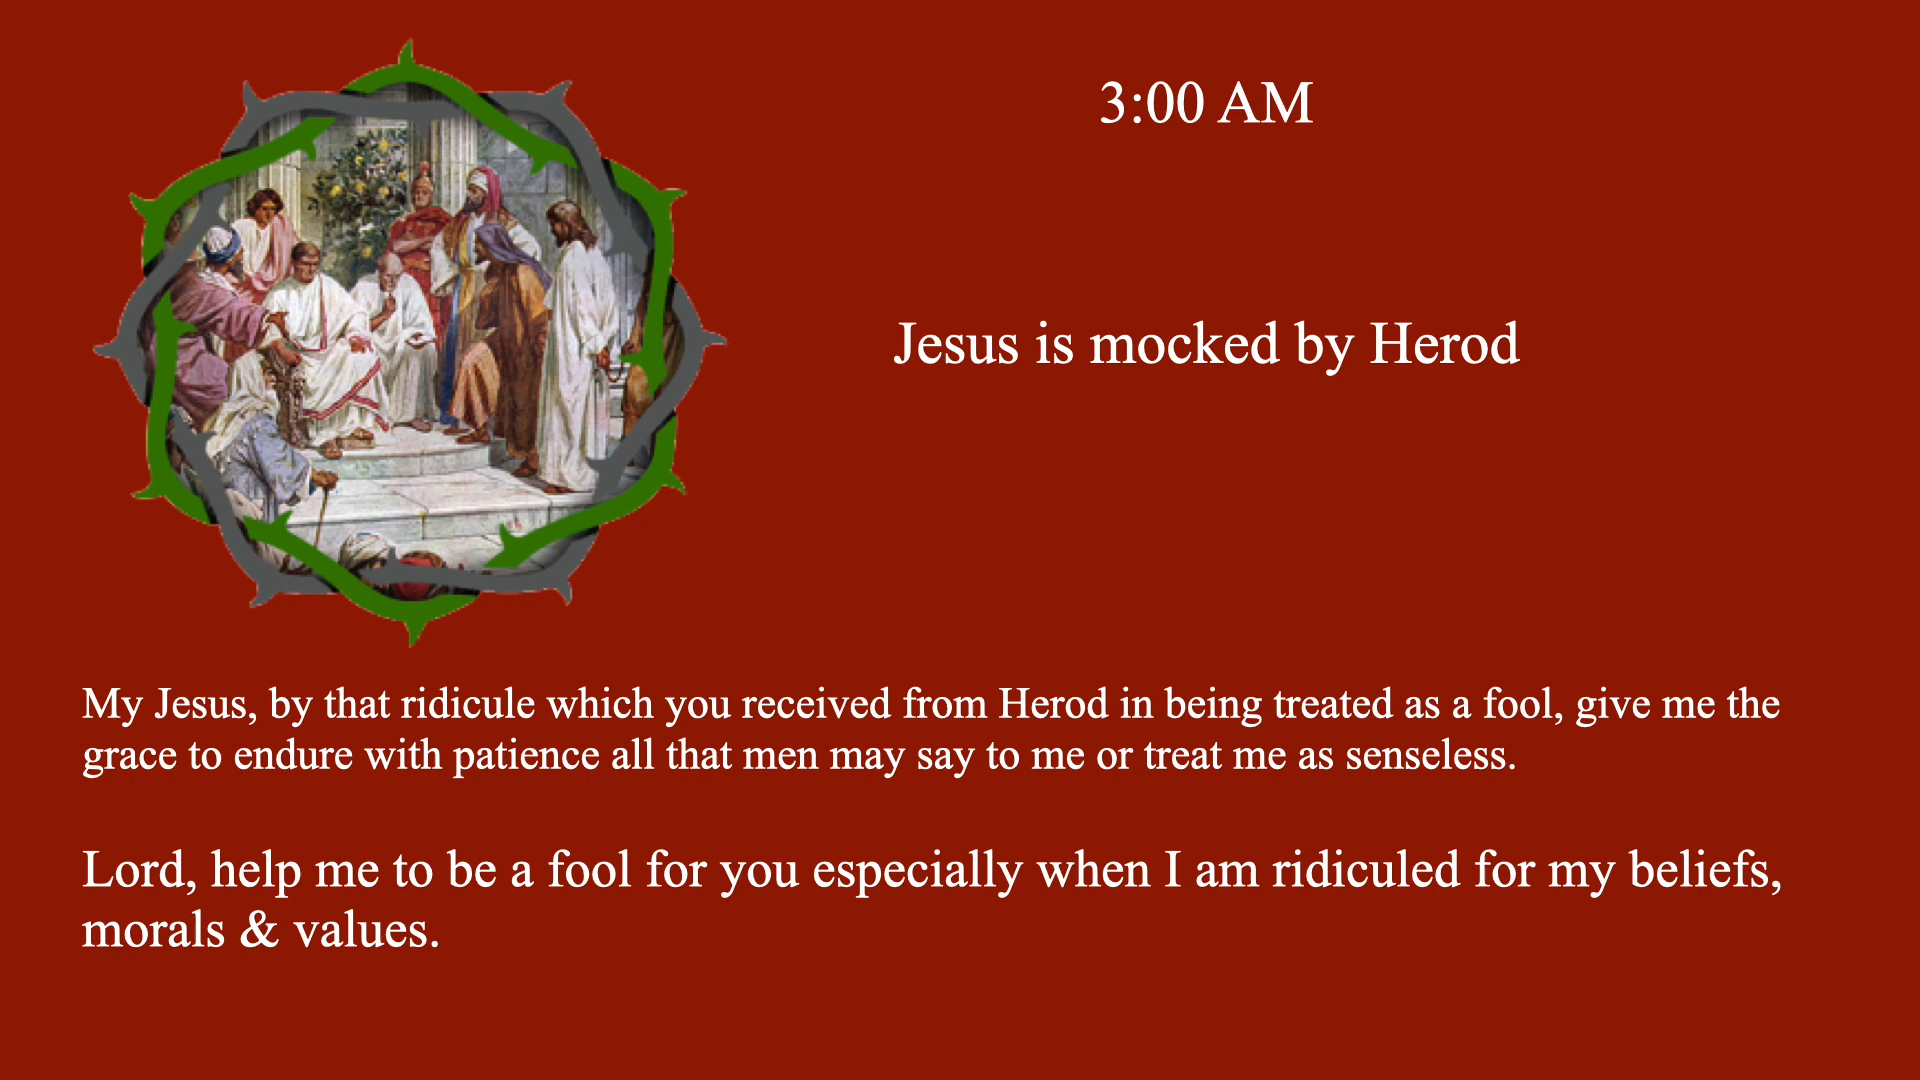 3:00 AM
Jesus is mocked by Herod
My Jesus, by that ridicule which you received from Herod in being treated as a fool, give me the
grace to endure with patience all that men may say to me or treat me as senseless.
Lord, help me to be a fool for you especially when I am ridiculed for my beliefs,
morals & values.